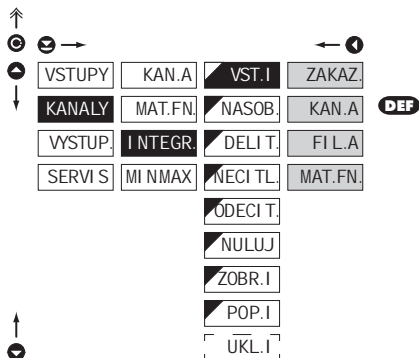 VSTUPY KAN.A VST.I ZAKAZ.
KANALY MAT.FN. NASOB. KAN.A DEF
VYSTUP. INTEGR. DELIT. FIL.A
SERVIS MINMAX NECITL. MAT.FN.
ODECIT.
NULUJ
ZOBR.I
POP.I
UKL.I